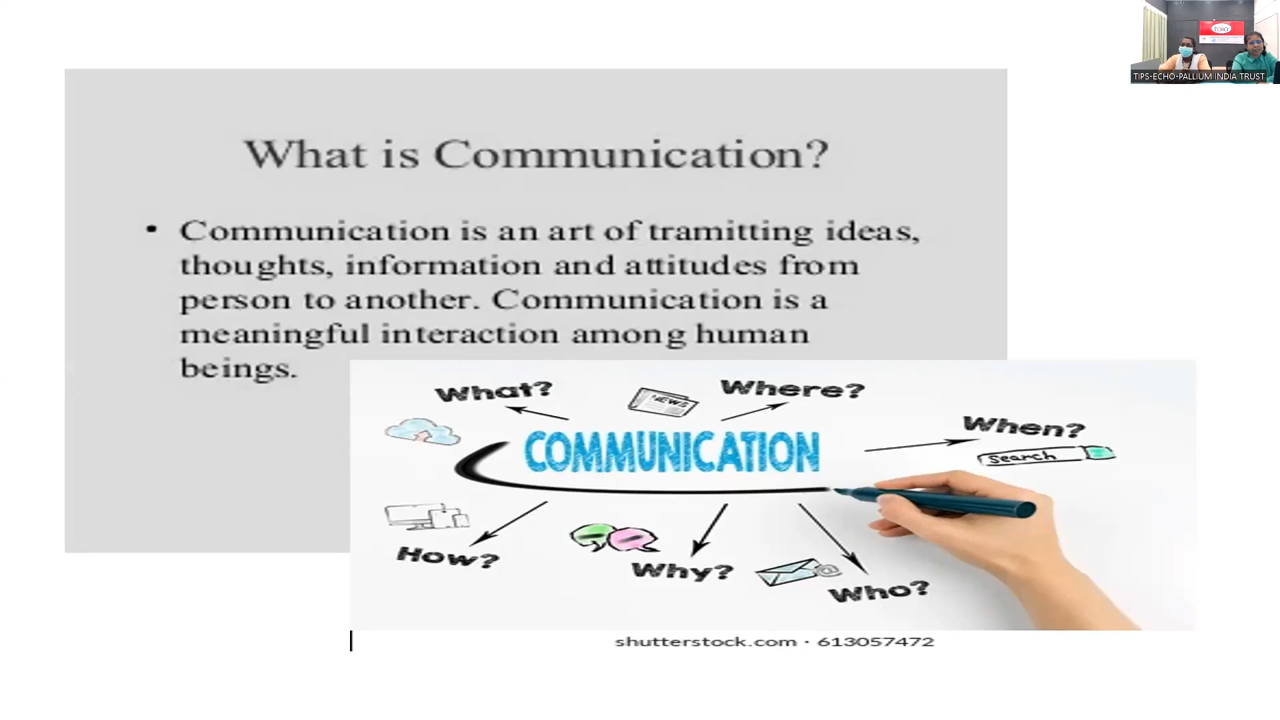 TIPS-ECHO-PALLIUM INDIA TRUST
What is Communication?
• Communication is an art of tramitting ideas,
thoughts, information and attitudes from
person to another. Communication is a
meaningful interaction among human
beings.
What?
NEWS
Where?
When?
Search
COMMUNICATION
How?
Why?
@
Who?
shutterstock.com · 613057472